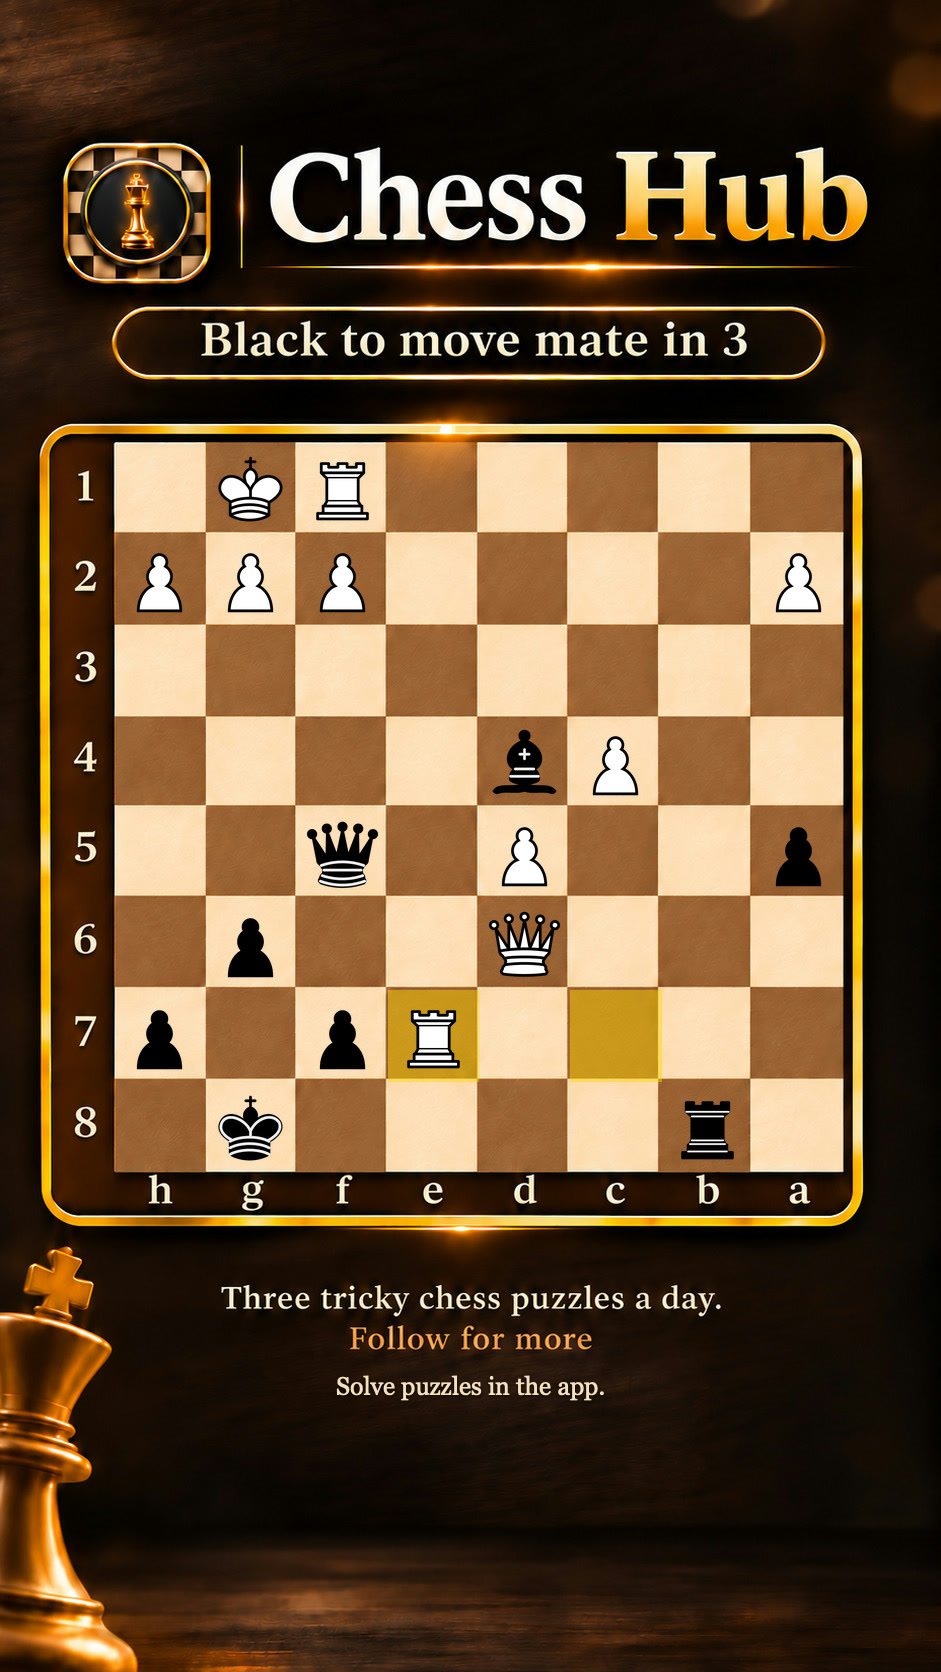 Chess Hub
Black to move mate in 3
1
2
3
4
5
6
7
8
h g f e d c b a
Three tricky chess puzzles a day.
Follow for more
Solve puzzles in the app.